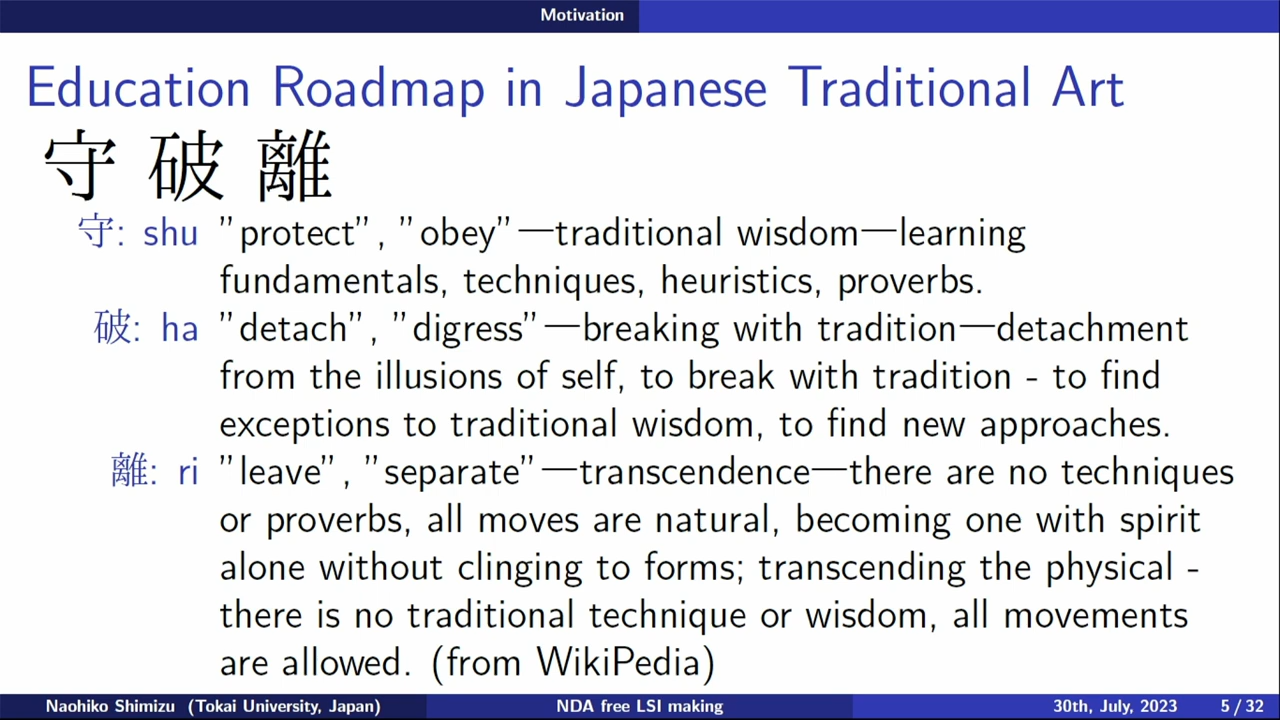 Motivation
Education Roadmap in Japanese Traditional Art
守 破 離
守: shu ”protect”, ”obey”—traditional wisdom—learning
fundamentals, techniques, heuristics, proverbs.
破: ha ”detach”, ”digress”—breaking with tradition—detachment
from the illusions of self, to break with tradition - to find
exceptions to traditional wisdom, to find new approaches.
離: ri ”leave”, ”separate”—transcendence—there are no techniques
or proverbs, all moves are natural, becoming one with spirit
alone without clinging to forms; transcending the physical -
there is no traditional technique or wisdom, all movements
are allowed. (from WikiPedia)
Naohiko Shimizu (Tokai University, Japan) NDA free LSI making 30th, July, 2023 5 / 32